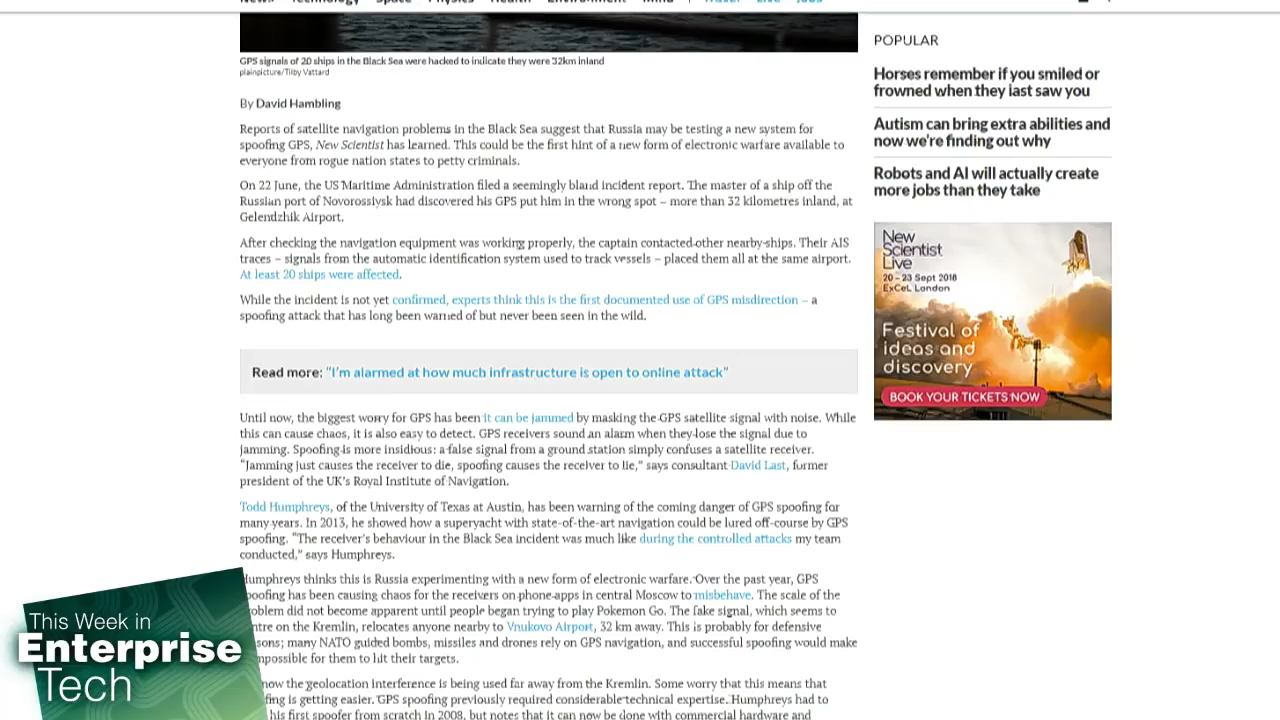 GPS signals of 20 ships in the Black Sea were hacked to indicate they were 32km inland
plainpicture/Tilby Vattard
By David Hambling
Reports of satellite navigation problems in the Black Sea suggest that Russia may be testing a new system for
spoofing GPS, New Scientist has learned. This could be the first hint of a new form of electronic warfare available to
everyone from rogue nation states to petty criminals.
On 22 June, the US Maritime Administration filed a seemingly bland incident report. The master of a ship off the
Russian port of Novorossiysk had discovered his GPS put him in the wrong spot – more than 32 kilometres inland, at
Gelendzhik Airport.
After checking the navigation equipment was working properly, the captain contacted other nearby ships. Their AIS
traces – signals from the automatic identification system used to track vessels – placed them all at the same airport.
At least 20 ships were affected.
While the incident is not yet confirmed, experts think this is the first documented use of GPS misdirection – a
spoofing attack that has long been warned of but never been seen in the wild.
Read more: "I'm alarmed at how much infrastructure is open to online attack"
Until now, the biggest worry for GPS has been it can be jammed by masking the GPS satellite signal with noise. While
this can cause chaos, it is also easy to detect. GPS receivers sound an alarm when they lose the signal due to
jamming. Spoofing is more insidious: a false signal from a ground station simply confuses a satellite receiver.
"Jamming just causes the receiver to die, spoofing causes the receiver to lie," says consultant David Last, former
president of the UK's Royal Institute of Navigation.
Todd Humphreys, of the University of Texas at Austin, has been warning of the coming danger of GPS spoofing for
many years. In 2013, he showed how a superyacht with state-of-the-art navigation could be lured off-course by GPS
spoofing. "The receiver's behaviour in the Black Sea incident was much like during the controlled attacks my team
conducted," says Humphreys.
umphreys thinks this is Russia experimenting with a new form of electronic warfare. Over the past year, GPS
oofing has been causing chaos for the receivers on phone apps in central Moscow to misbehave. The scale of the
oblem did not become apparent until people began trying to play Pokemon Go. The fake signal, which seems to
ntre on the Kremlin, relocates anyone nearby to Vnukovo Airport, 32 km away. This is probably for defensive
sons; many NATO guided bombs, missiles and drones rely on GPS navigation, and successful spoofing would make
mpossible for them to hit their targets.
now the geolocation interference is being used far away from the Kremlin. Some worry that this means that
fing is getting easier. GPS spoofing previously required considerable technical expertise. Humphreys had to
his first spoofer from scratch in 2008, but notes that it can now be done with commercial hardware and
POPULAR
Horses remember if you smiled or
frowned when they last saw you
Autism can bring extra abilities and
now we're finding out why
Robots and AI will actually create
more jobs than they take
New
Scientist
Live
20 – 23 Sept 2018
ExCeL London
Festival of
ideas and
discovery
BOOK YOUR TICKETS NOW
This Week in
Enterprise
Tech